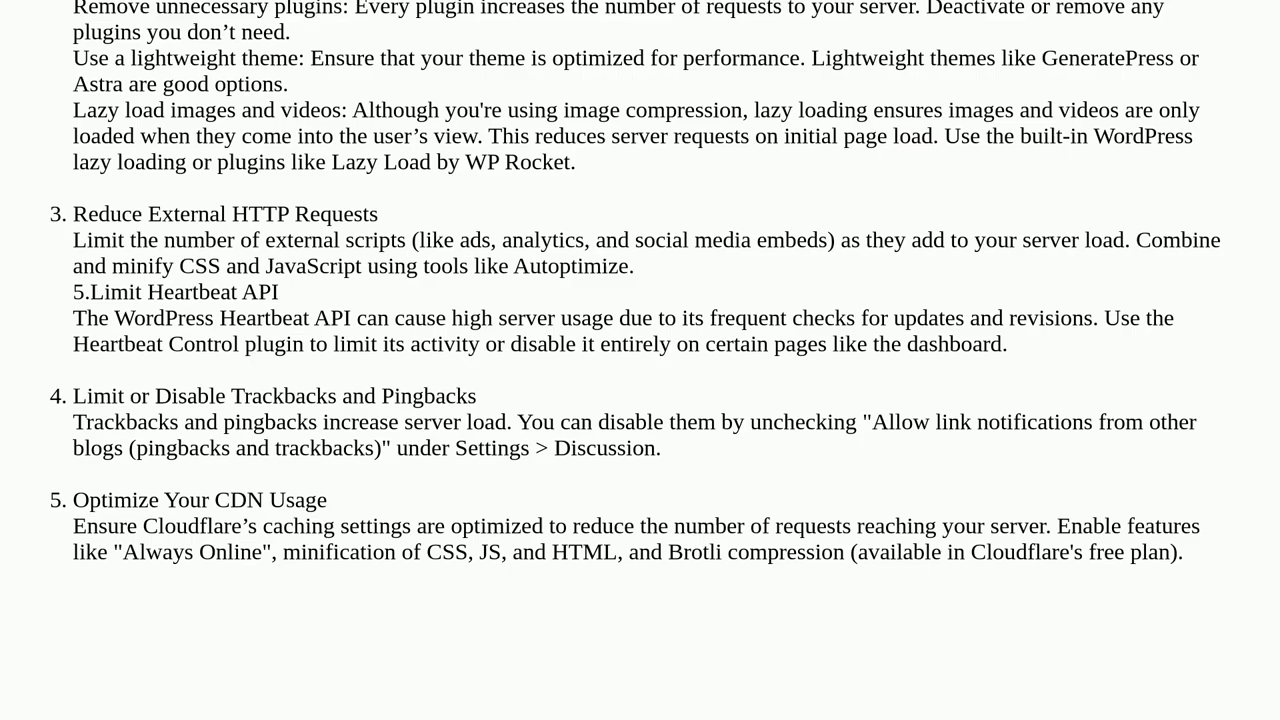 Remove unnecessary plugins: Every plugin increases the number of requests to your server. Deactivate or remove any
plugins you don’t need.
Use a lightweight theme: Ensure that your theme is optimized for performance. Lightweight themes like GeneratePress or
Astra are good options.
Lazy load images and videos: Although you're using image compression, lazy loading ensures images and videos are only
loaded when they come into the user’s view. This reduces server requests on initial page load. Use the built-in WordPress
lazy loading or plugins like Lazy Load by WP Rocket.
3. Reduce External HTTP Requests
Limit the number of external scripts (like ads, analytics, and social media embeds) as they add to your server load. Combine
and minify CSS and JavaScript using tools like Autoptimize.
5.Limit Heartbeat API
The WordPress Heartbeat API can cause high server usage due to its frequent checks for updates and revisions. Use the
Heartbeat Control plugin to limit its activity or disable it entirely on certain pages like the dashboard.
4. Limit or Disable Trackbacks and Pingbacks
Trackbacks and pingbacks increase server load. You can disable them by unchecking "Allow link notifications from other
blogs (pingbacks and trackbacks)" under Settings > Discussion.
5. Optimize Your CDN Usage
Ensure Cloudflare’s caching settings are optimized to reduce the number of requests reaching your server. Enable features
like "Always Online", minification of CSS, JS, and HTML, and Brotli compression (available in Cloudflare's free plan).